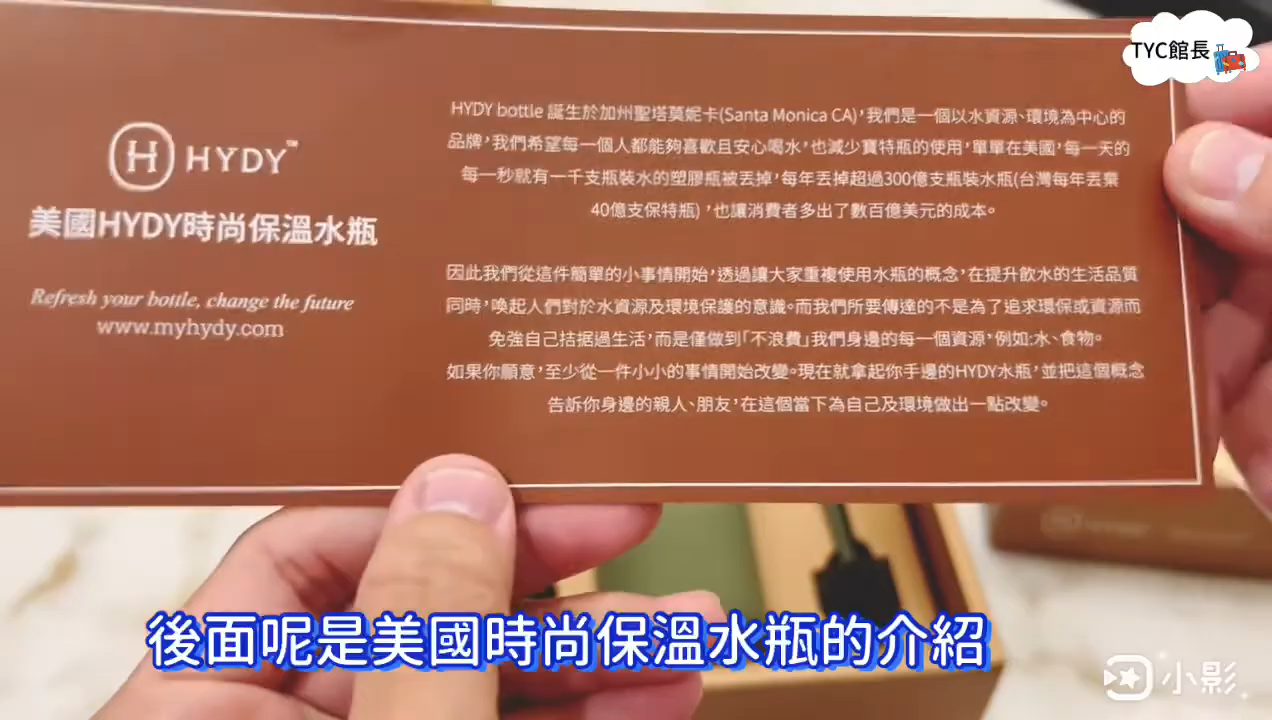 TYC館長
H HYDY™
美國HYDY時尚保溫水瓶
Refresh your bottle, change the future
www.myhydy.com
HYDY bottle 誕生於加州聖塔莫妮卡(Santa Monica CA)，我們是一個以水資源、環境為中心的
品牌，我們希望每一個人都能夠喜歡且安心喝水，也減少寶特瓶的使用，單單在美國，每一天的
每一秒就有一千支瓶裝水的塑膠瓶被丟掉，每年丟掉超過300億支瓶裝水瓶(台灣每年丟棄
40億支保特瓶)，也讓消費者多出了數百億美元的成本。
因此我們從這件簡單的小事情開始，透過讓大家重複使用水瓶的概念，在提升飲水的生活品質
同時，喚起人們對於水資源及環境保護的意識。而我們所要傳達的不是為了追求環保或資源而
免強自己拮据過生活，而是僅做到「不浪費」我們身邊的每一個資源，例如:水、食物。
如果你願意，至少從一件小小的事情開始改變。現在就拿起你手邊的HYDY水瓶，並把這個概念
告訴你身邊的親人、朋友，在這個當下為自己及環境做出一點改變。
後面呢是美國時尚保溫水瓶的介紹
小影